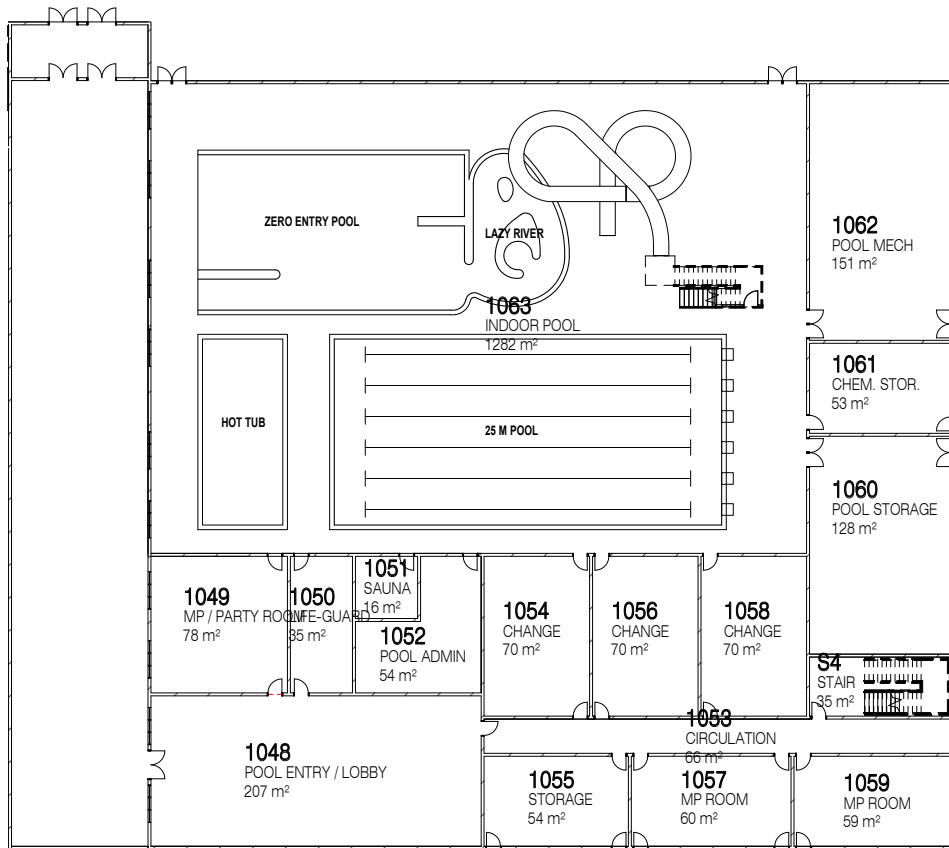 ZERO ENTRY POOL
LAZY RIVER
1062
POOL MECH
151 m²
1063
INDOOR POOL
1282 m²
1061
CHEM. STOR.
53 m²
HOT TUB
25 M POOL
1060
POOL STORAGE
128 m²
1049
MP / PARTY ROOM
78 m²
1050
LIFE-GUARD
35 m²
1051
SAUNA
16 m²
1052
POOL ADMIN
54 m²
1054
CHANGE
70 m²
1056
CHANGE
70 m²
1058
CHANGE
70 m²
S4
STAIR
35 m²
1053
CIRCULATION
66 m²
1048
POOL ENTRY / LOBBY
207 m²
1055
STORAGE
54 m²
1057
MP ROOM
60 m²
1059
MP ROOM
59 m²